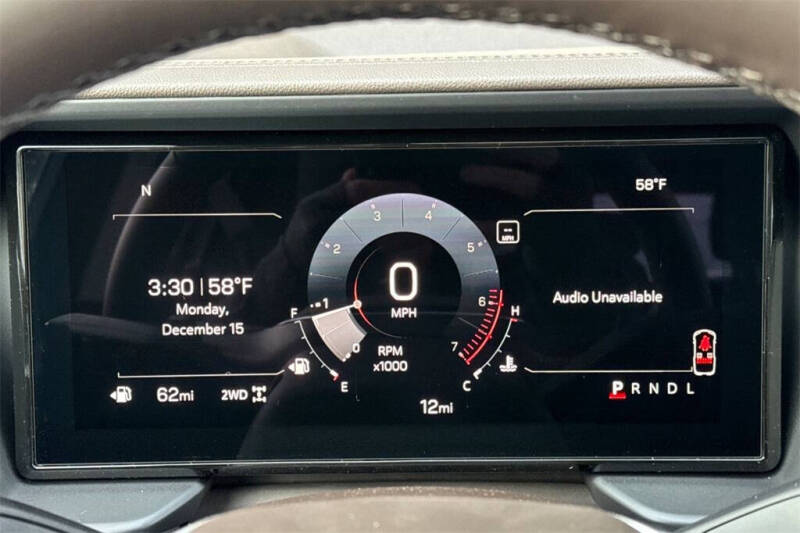 N
58°F
3
4
2
5
-- MPH
3:30 | 58°F
Monday,
December 15
0
MPH
Audio Unavailable
F
1
6
H
0
7
RPM
x1000
E
C
62mi
2WD
12mi
P R N D L